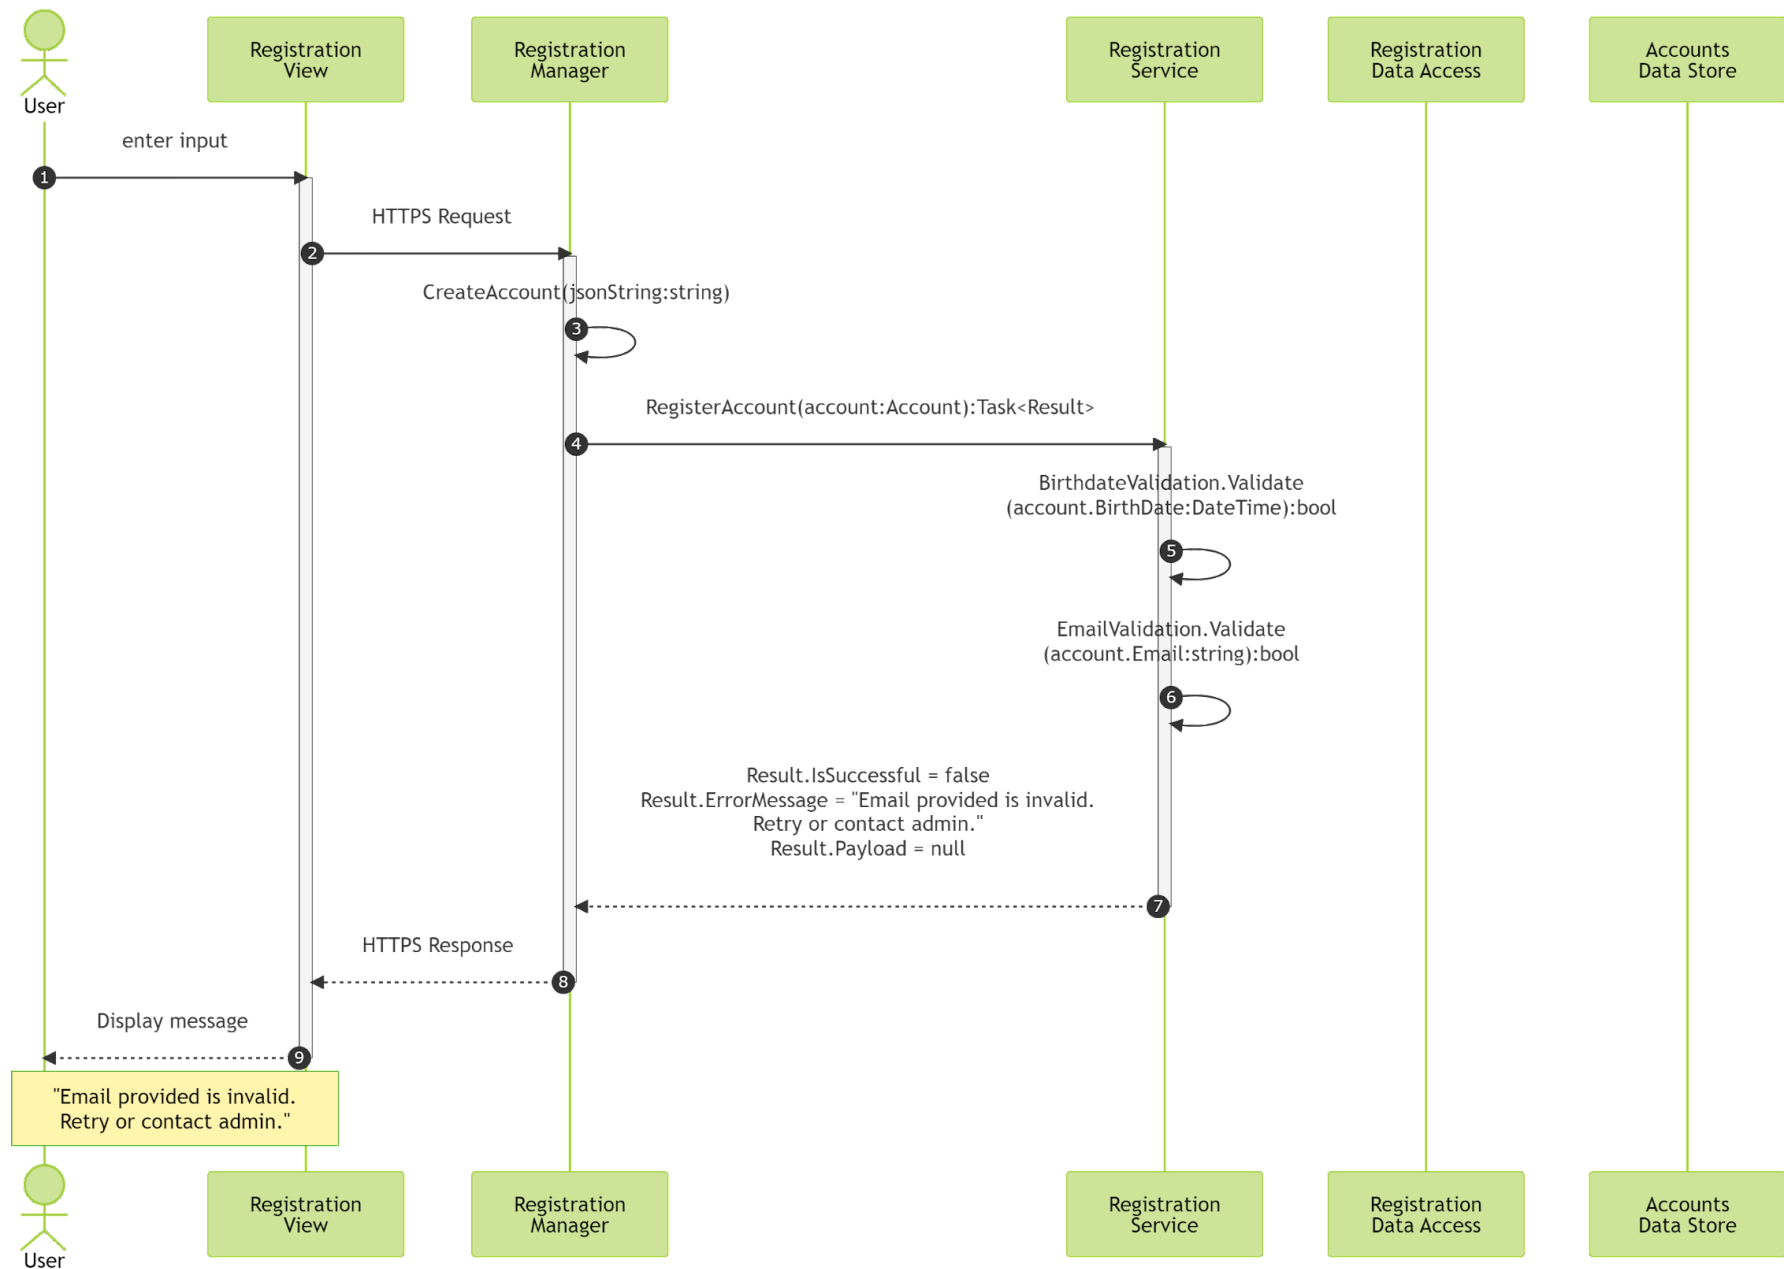 User
Registration
View
Registration
Manager
Registration
Service
Registration
Data Access
Accounts
Data Store
enter input
1
HTTPS Request
2
CreateAccount(jsonString:string)
3
RegisterAccount(account:Account):Task<Result>
4
BirthdateValidation.Validate
(account.BirthDate:DateTime):bool
5
EmailValidation.Validate
(account.Email:string):bool
6
Result.IsSuccessful = false
Result.ErrorMessage = "Email provided is invalid.
Retry or contact admin."
Result.Payload = null
7
HTTPS Response
8
Display message
9
"Email provided is invalid.
Retry or contact admin."
User
Registration
View
Registration
Manager
Registration
Service
Registration
Data Access
Accounts
Data Store